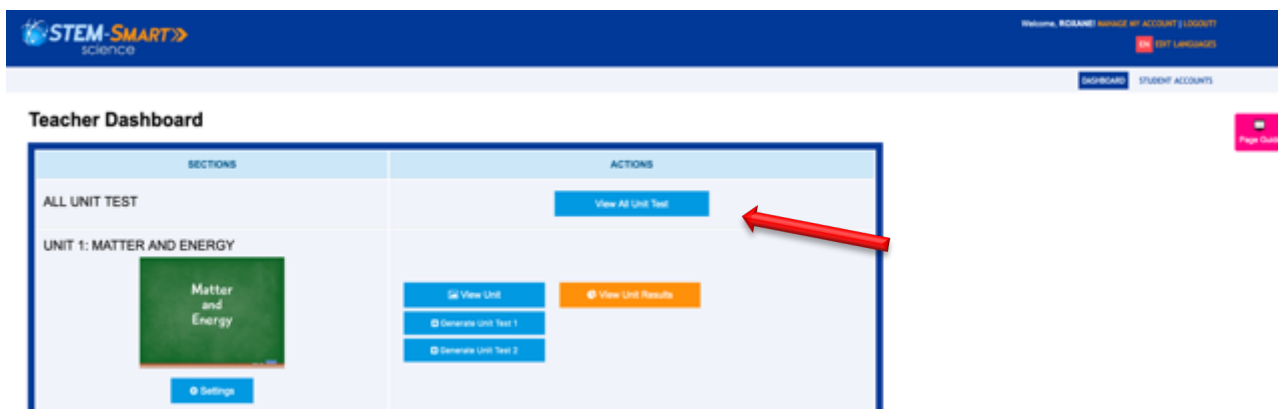 STEM-SMART
science
Welcome, ROXANE! MANAGE MY ACCOUNT | LOGOUT!
EN EDIT LANGUAGES
DASHBOARD STUDENT ACCOUNTS
Teacher Dashboard
Page Guide
SECTIONS ACTIONS
ALL UNIT TEST View All Unit Test
UNIT 1: MATTER AND ENERGY
Matter
and
Energy
View Unit View Unit Results
Generate Unit Test 1
Generate Unit Test 2
Settings